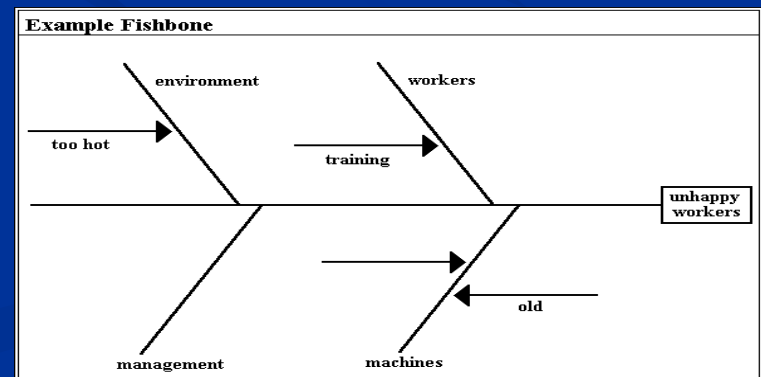 Example Fishbone
environment
workers
too hot
training
unhappy
workers
old
management
machines